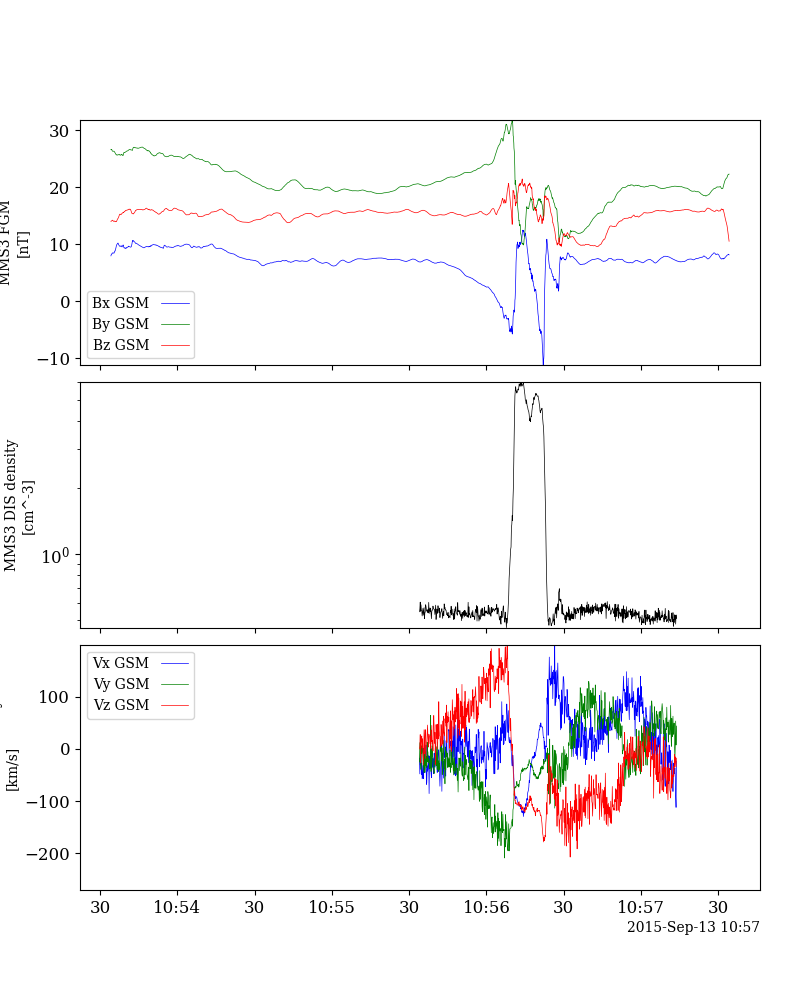 30
20
10
0
−10
MMS3 FGM
[nT]
Bx GSM
By GSM
Bz GSM
10^0
MMS3 DIS density
[cm^-3]
Vx GSM
Vy GSM
Vz GSM
100
0
−100
−200
[km/s]
30
10:54
30
10:55
30
10:56
30
10:57
30
2015-Sep-13 10:57